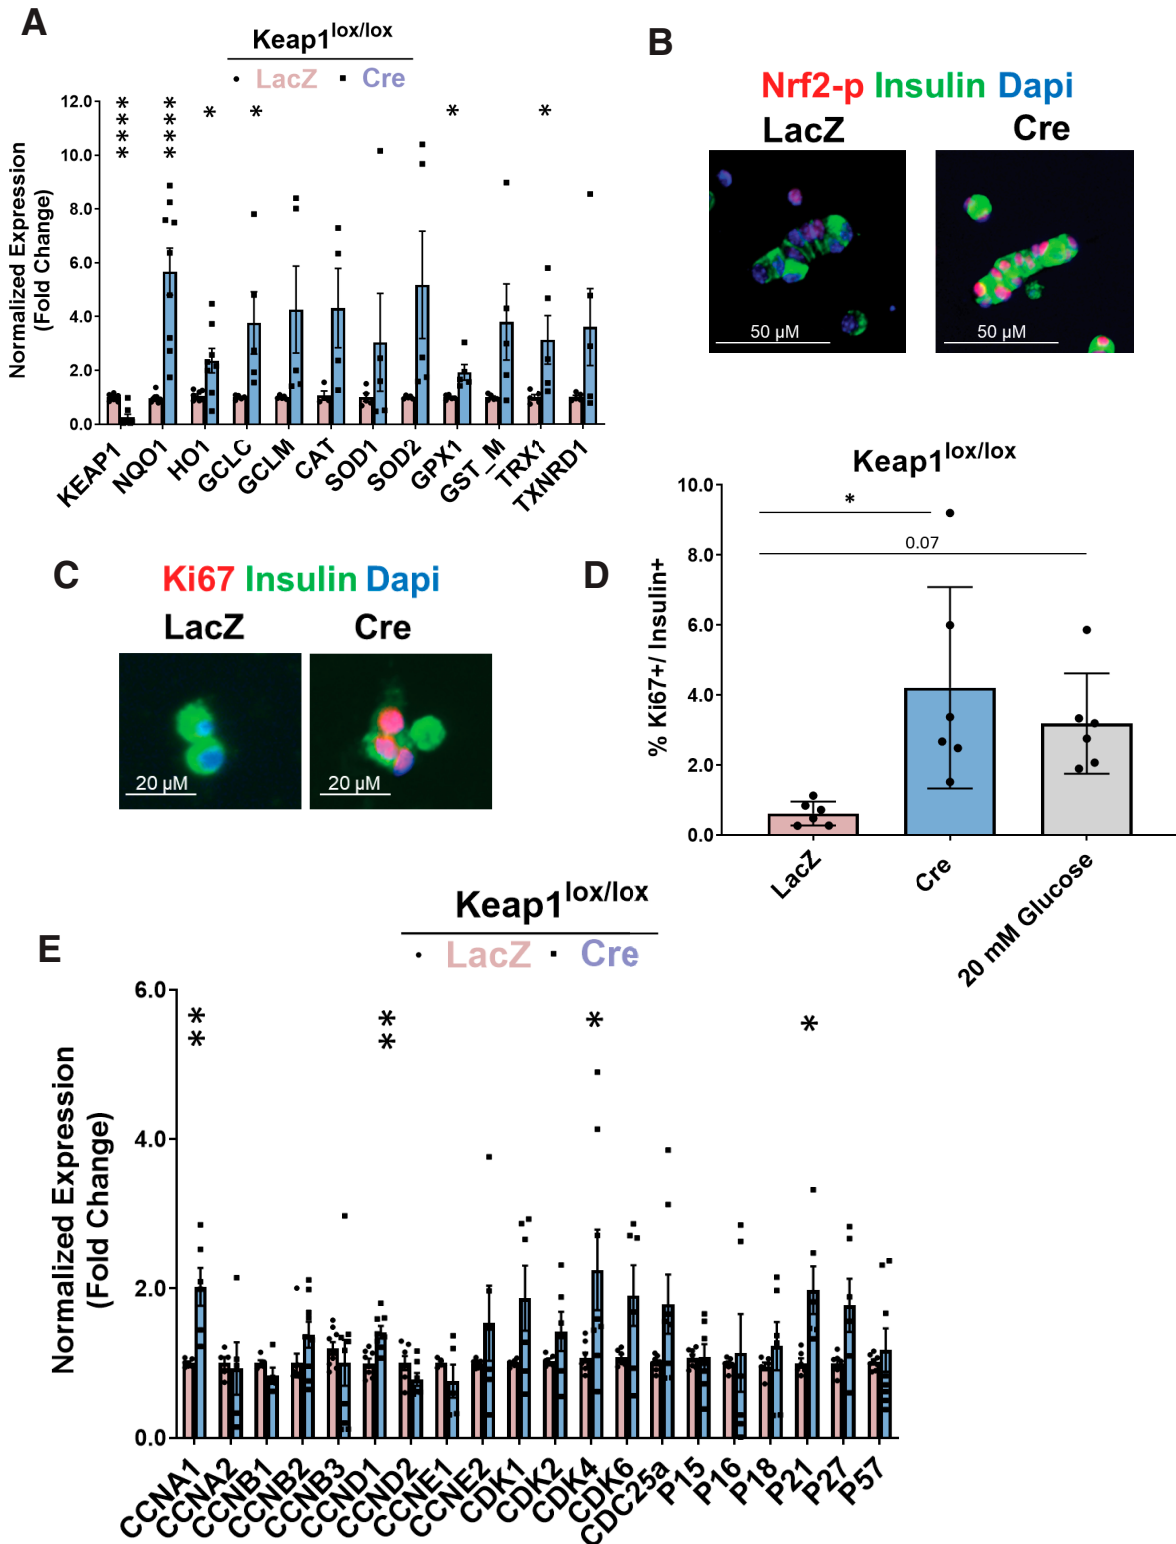 A
Keap1lox/lox
LacZ Cre
Normalized Expression
(Fold Change)
12.0
10.0
8.0
6.0
4.0
2.0
0.0
**** **** * * * *
KEAP1 NQO1 HO1 GCLC GCLM CAT SOD1 SOD2 GPX1 GST_M TRX1 TXNRD1
B
Nrf2-p Insulin Dapi
LacZ Cre
50 µM 50 µM
C
Ki67 Insulin Dapi
LacZ Cre
20 µM 20 µM
D
Keap1lox/lox
% Ki67+/ Insulin+
10.0
8.0
6.0
4.0
2.0
0.0
*
0.07
LacZ Cre 20 mM Glucose
E
Keap1lox/lox
LacZ Cre
Normalized Expression
(Fold Change)
6.0
4.0
2.0
0.0
** ** * *
CCNA1 CCNA2 CCNB1 CCNB2 CCNB3 CCND1 CCND2 CCNE1 CCNE2 CDK1 CDK2 CDK4 CDK6 CDC25a P15 P16 P18 P21 P27 P57